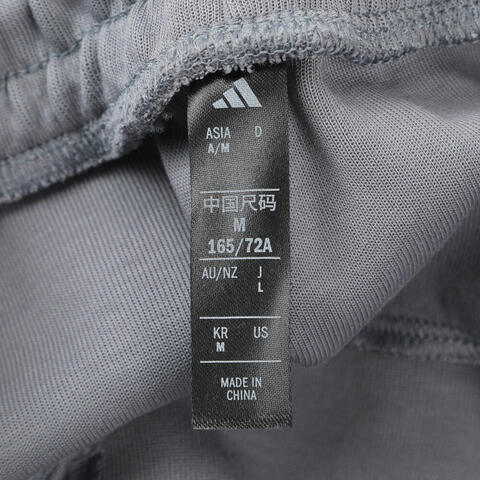 ASIA D
A/M
中国尺码
M
165/72A
AU/NZ J
L
KR US
M
MADE IN
CHINA